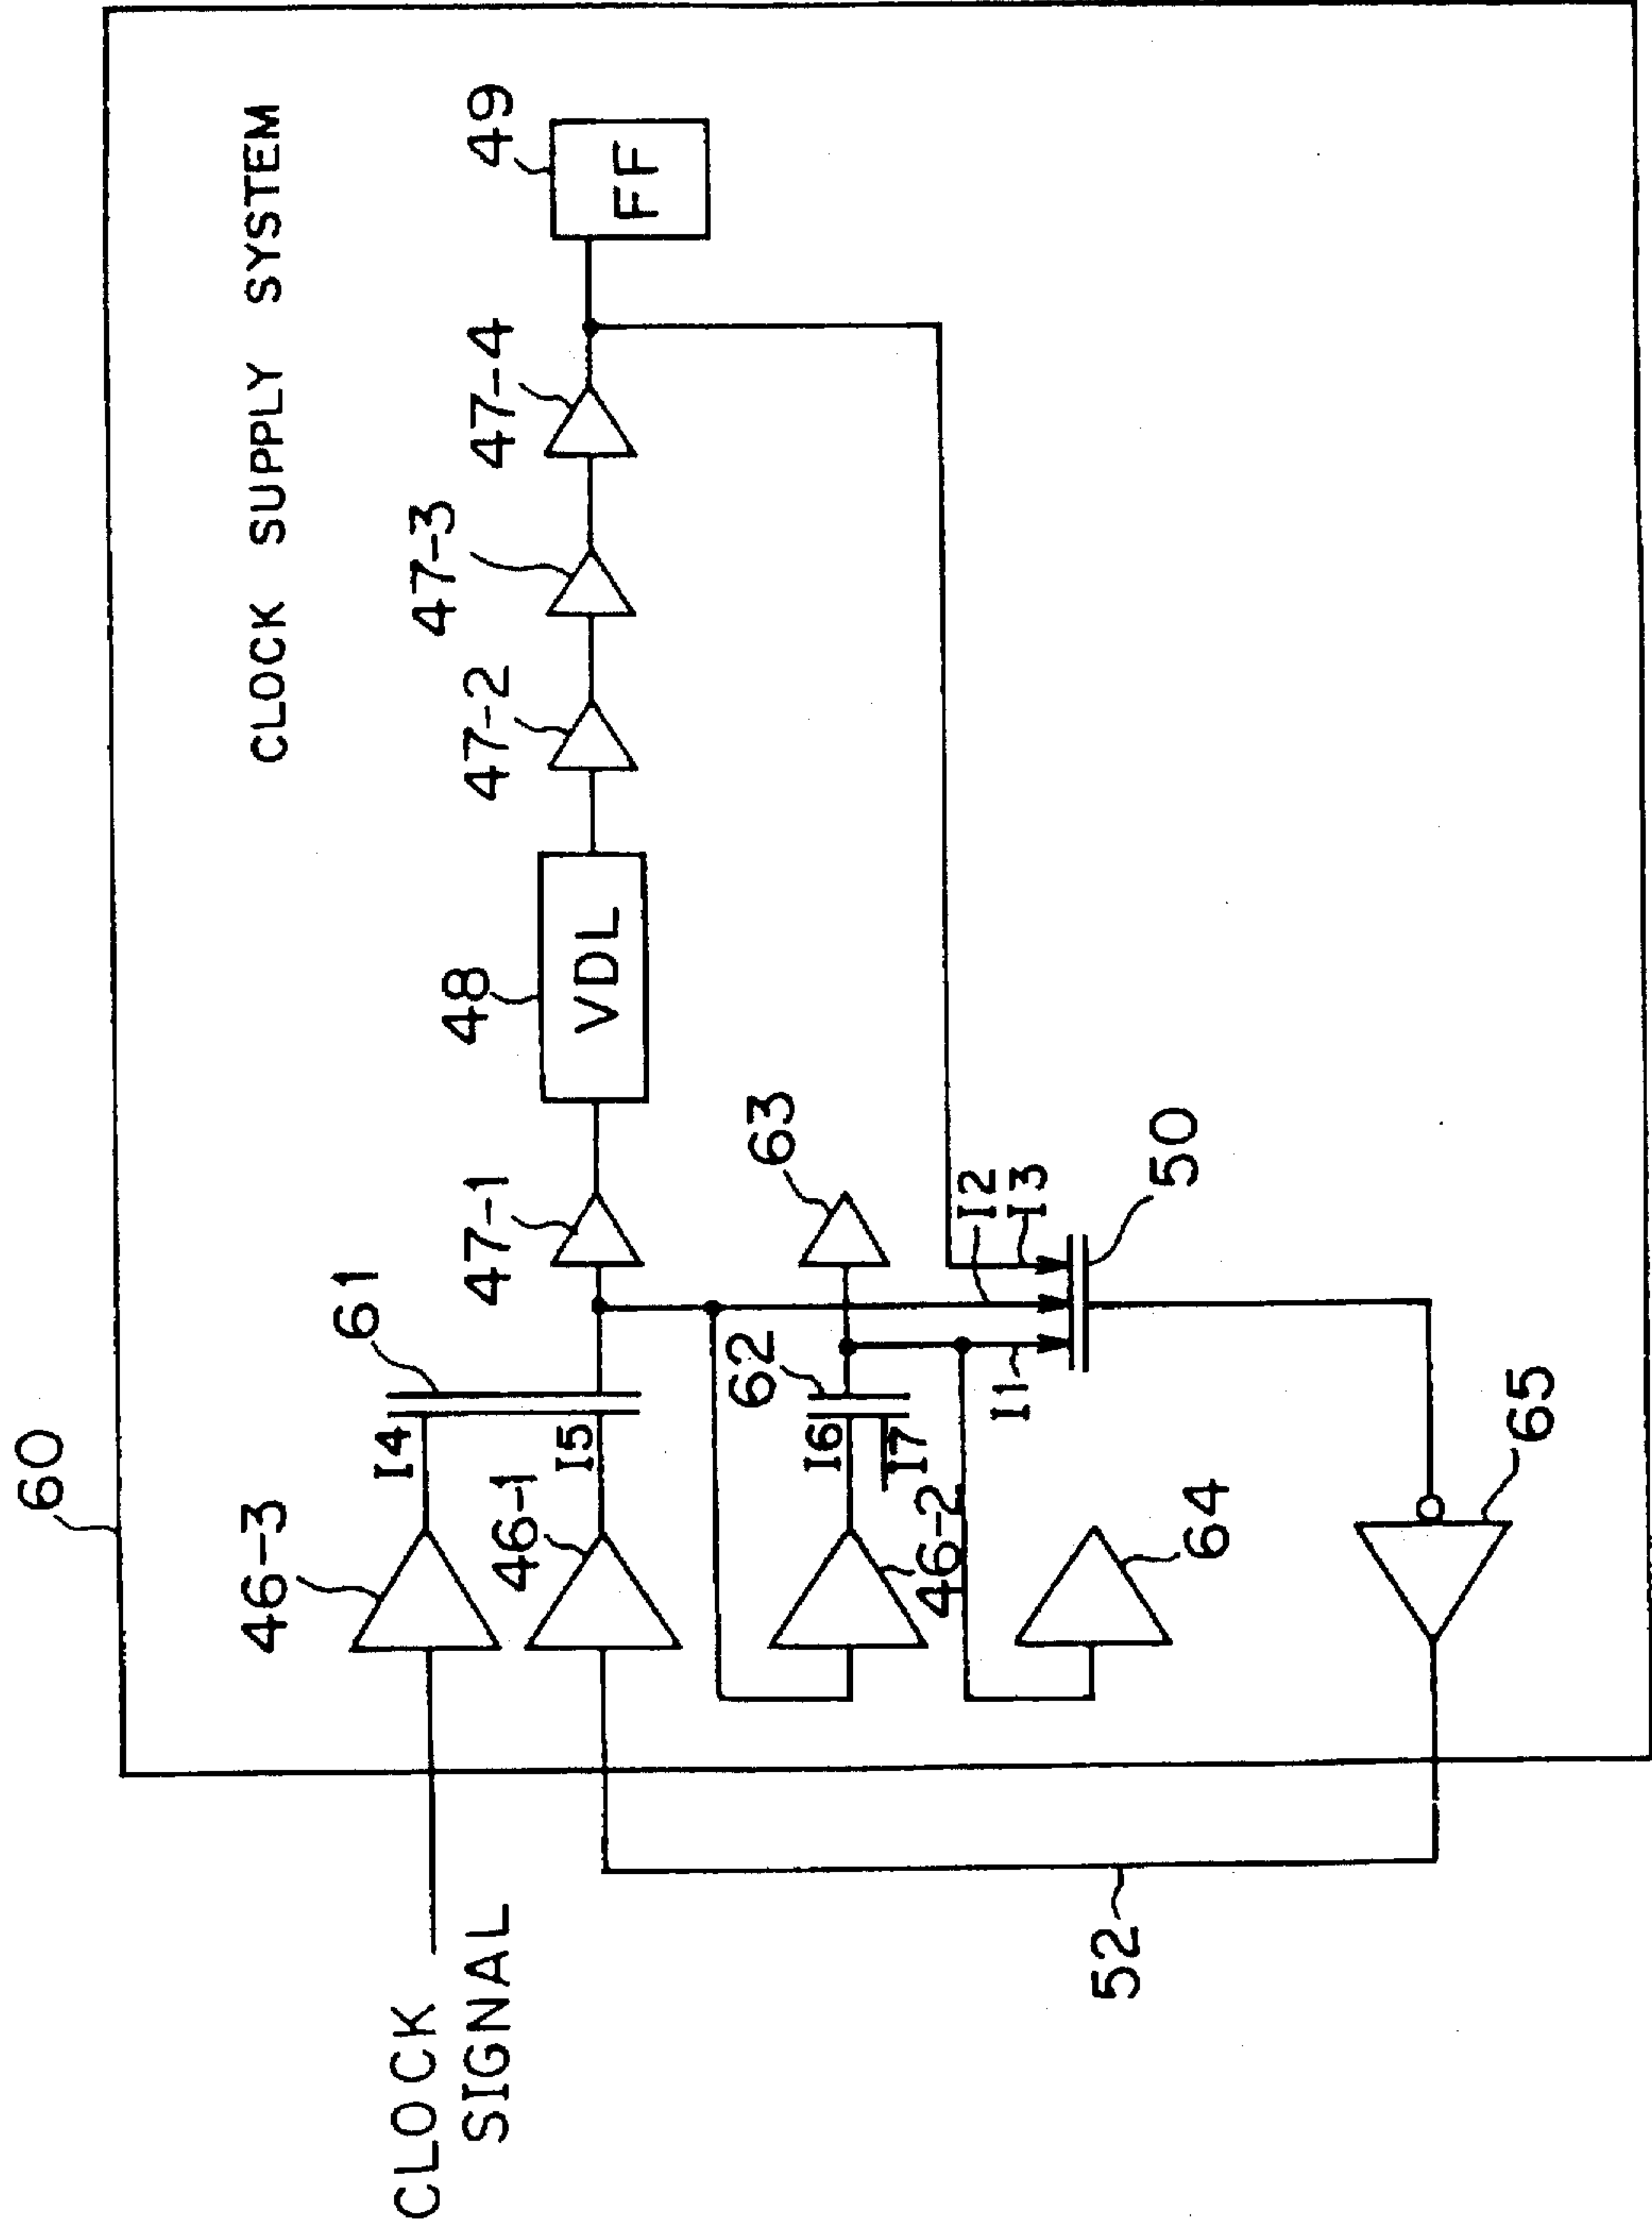 60
CLOCK SUPPLY SYSTEM
46-3
I4
61
CLOCK
SIGNAL
46-1
I5
47-1
48
VDL
47-2
47-3
47-4
49
FF
62
I6
I7
46-2
63
I1
I2
I3
50
64
52
65